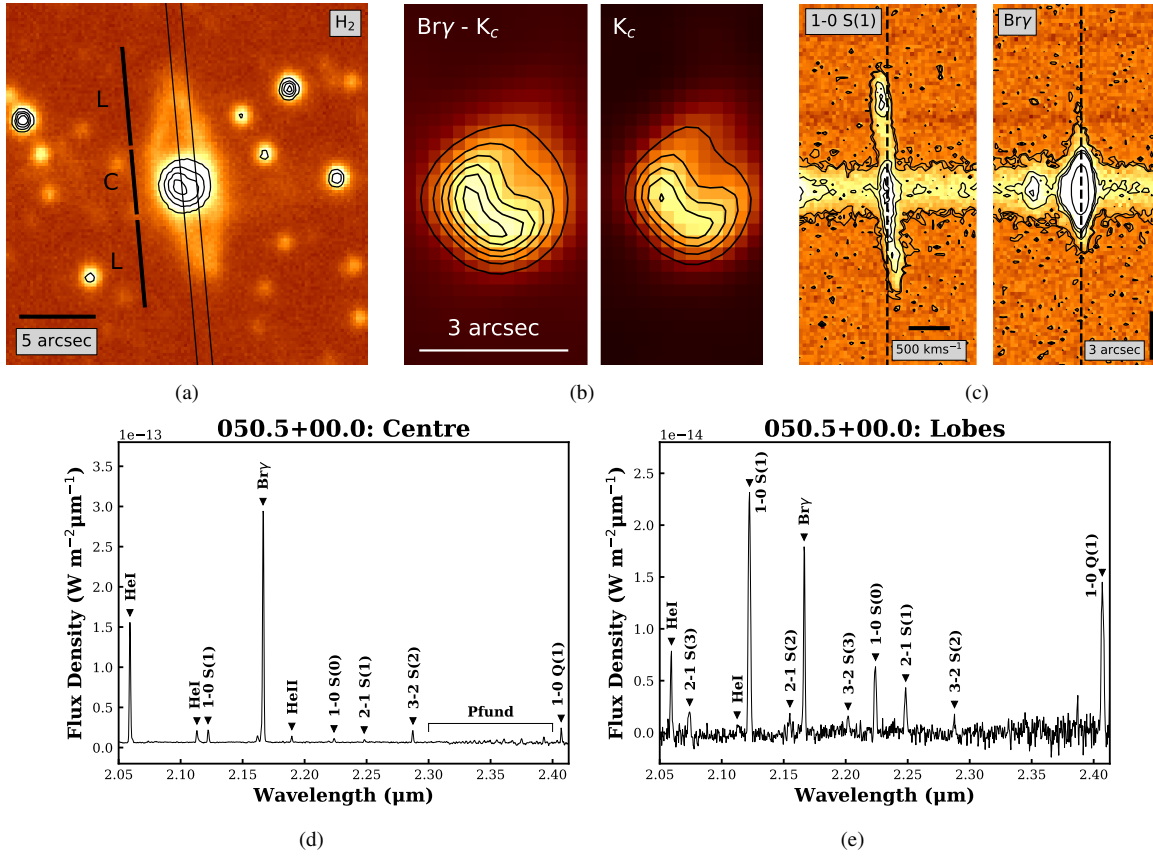 H₂
L
C
L
5 arcsec
(a)
Brγ - Kc
Kc
3 arcsec
(b)
1-0 S(1)
Brγ
500 kms⁻¹
3 arcsec
(c)
050.5+00.0: Centre
1e−13
Flux Density (W m⁻²μm⁻¹)
3.5
3.0
2.5
2.0
1.5
1.0
0.5
0.0
HeI
HeI
1-0 S(1)
Brγ
HeII
1-0 S(0)
2-1 S(1)
3-2 S(2)
Pfund
1-0 Q(1)
2.05 2.10 2.15 2.20 2.25 2.30 2.35 2.40
Wavelength (μm)
(d)
050.5+00.0: Lobes
1e−14
Flux Density (W m⁻²μm⁻¹)
2.5
2.0
1.5
1.0
0.5
0.0
HeI
2-1 S(3)
HeI
1-0 S(1)
2-1 S(2)
Brγ
3-2 S(3)
1-0 S(0)
2-1 S(1)
3-2 S(2)
1-0 Q(1)
2.05 2.10 2.15 2.20 2.25 2.30 2.35 2.40
Wavelength (μm)
(e)